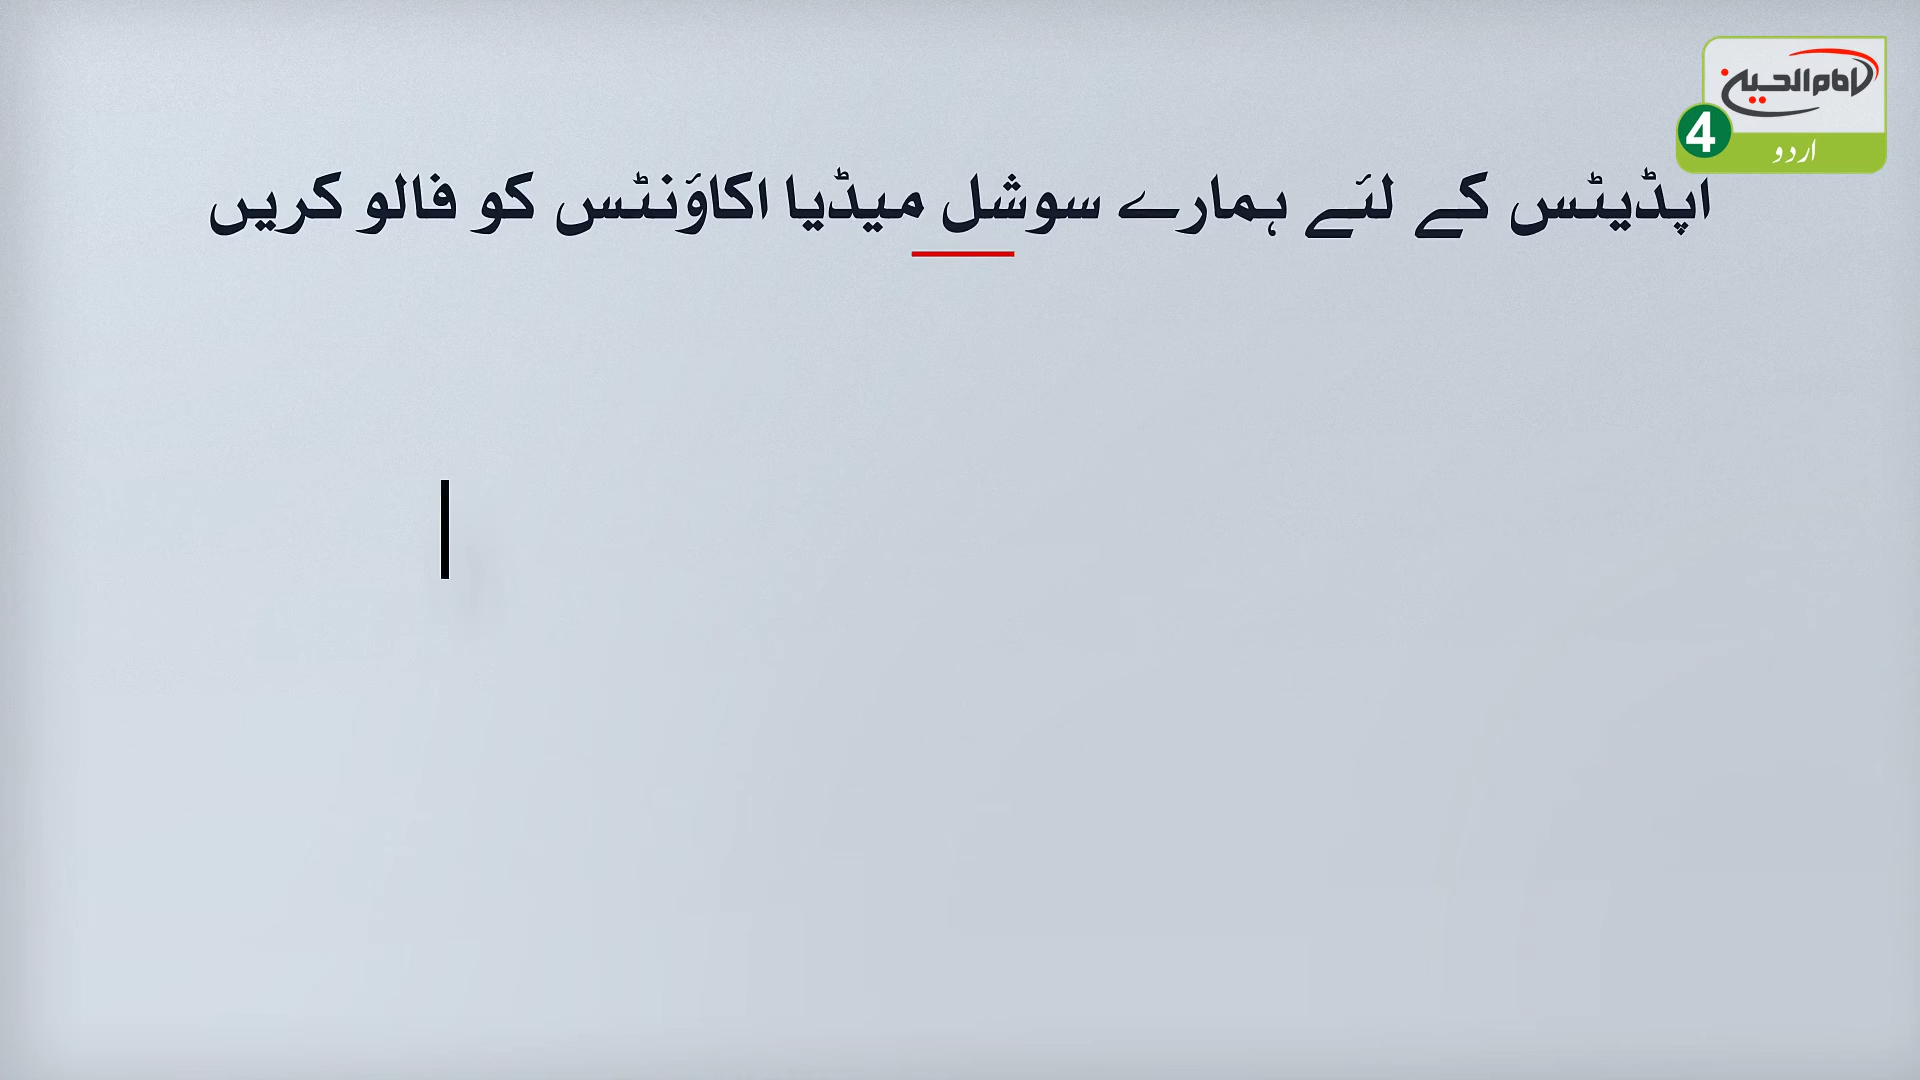 امام الحسین
4
اردو
اپڈیٹس کے لئے ہمارے سوشل میڈیا اکاؤنٹس کو فالو کریں